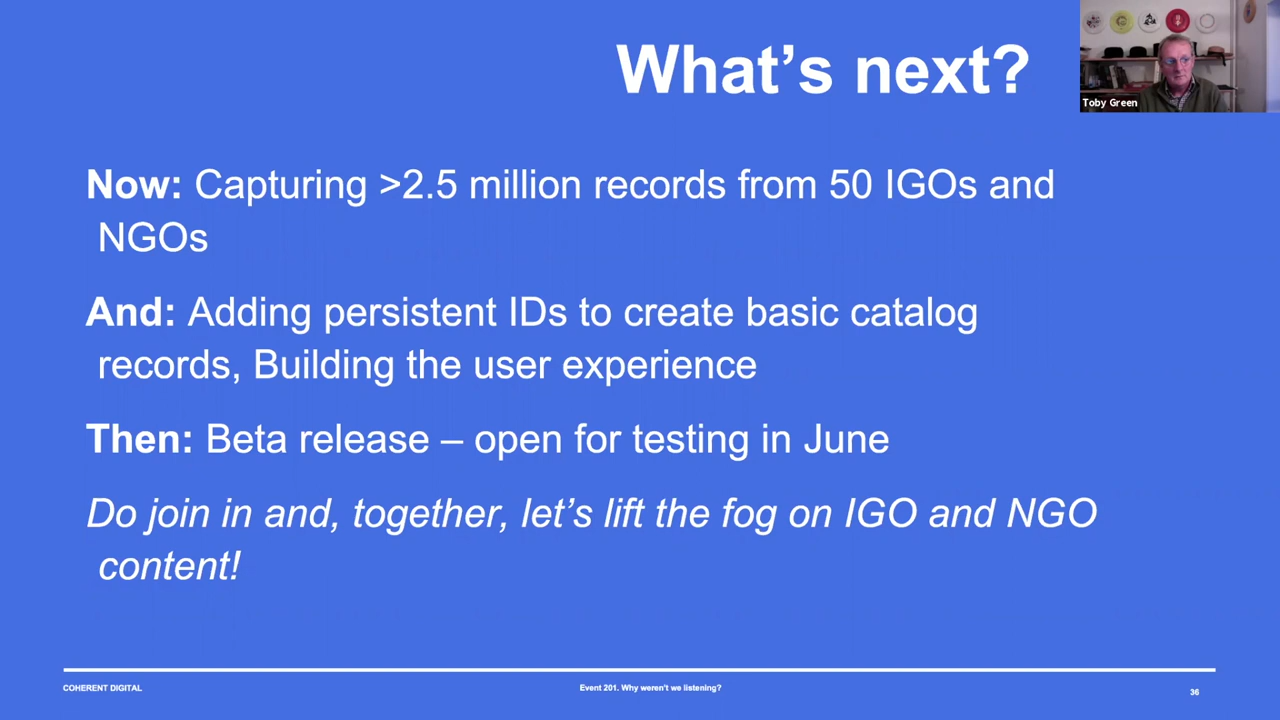 What’s next?
Toby Green
Now: Capturing >2.5 million records from 50 IGOs and
NGOs
And: Adding persistent IDs to create basic catalog
records, Building the user experience
Then: Beta release – open for testing in June
Do join in and, together, let’s lift the fog on IGO and NGO
content!
COHERENT DIGITAL
Event 201. Why weren’t we listening?
36